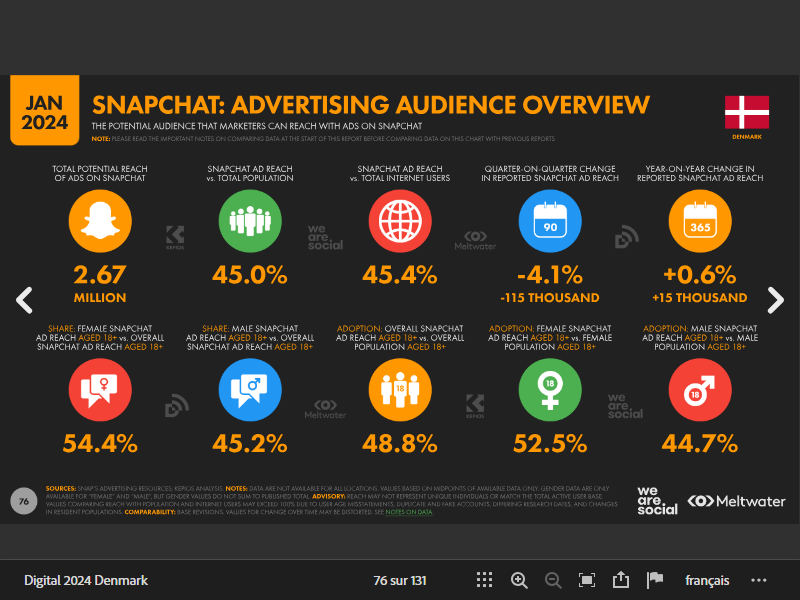 JAN
2024
SNAPCHAT: ADVERTISING AUDIENCE OVERVIEW
THE POTENTIAL AUDIENCE THAT MARKETERS CAN REACH WITH ADS ON SNAPCHAT
NOTE: PLEASE READ THE IMPORTANT NOTES ON COMPARING DATA AT THE START OF THIS REPORT BEFORE COMPARING DATA ON THIS CHART WITH PREVIOUS REPORTS
DENMARK
TOTAL POTENTIAL REACH
OF ADS ON SNAPCHAT
2.67
MILLION
SNAPCHAT AD REACH
vs. TOTAL POPULATION
45.0%
SNAPCHAT AD REACH
vs. TOTAL INTERNET USERS
45.4%
QUARTER-ON-QUARTER CHANGE
IN REPORTED SNAPCHAT AD REACH
90
-4.1%
-115 THOUSAND
YEAR-ON-YEAR CHANGE IN
REPORTED SNAPCHAT AD REACH
365
+0.6%
+15 THOUSAND
KEPIOS
we
are
social
Meltwater
SHARE: FEMALE SNAPCHAT
AD REACH AGED 18+ vs. OVERALL
SNAPCHAT AD REACH AGED 18+
54.4%
SHARE: MALE SNAPCHAT
AD REACH AGED 18+ vs. OVERALL
SNAPCHAT AD REACH AGED 18+
45.2%
ADOPTION: OVERALL SNAPCHAT
AD REACH AGED 18+ vs. OVERALL
POPULATION AGED 18+
18
48.8%
ADOPTION: FEMALE SNAPCHAT
AD REACH AGED 18+ vs. FEMALE
POPULATION AGED 18+
18
52.5%
ADOPTION: MALE SNAPCHAT
AD REACH AGED 18+ vs. MALE
POPULATION AGED 18+
18
44.7%
Meltwater
KEPIOS
we
are
social
76
SOURCES: SNAP'S ADVERTISING RESOURCES; KEPIOS ANALYSIS. NOTES: DATA ARE NOT AVAILABLE FOR ALL LOCATIONS. VALUES BASED ON MIDPOINTS OF AVAILABLE DATA ONLY. GENDER DATA ARE ONLY
AVAILABLE FOR "FEMALE" AND "MALE", BUT GENDER VALUES DO NOT SUM TO PUBLISHED TOTAL. ADVISORY: REACH MAY NOT REPRESENT UNIQUE INDIVIDUALS OR MATCH THE TOTAL ACTIVE USER BASE.
VALUES COMPARING REACH WITH POPULATION AND INTERNET USERS MAY EXCEED 100% DUE TO USER AGE MISSTATEMENTS, DUPLICATE AND FAKE ACCOUNTS, DIFFERING RESEARCH DATES, AND CHANGES
IN RESIDENT POPULATIONS. COMPARABILITY: BASE REVISIONS. VALUES FOR CHANGE OVER TIME MAY BE DISTORTED. SEE NOTES ON DATA.
we
are
social
Meltwater
Digital 2024 Denmark
76 sur 131
français